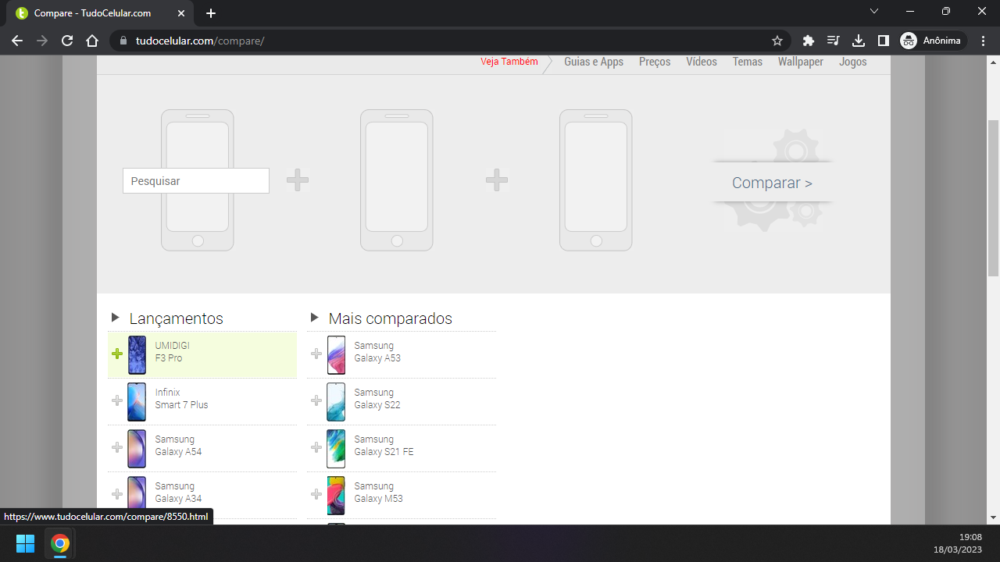 Compare - TudoCelular.com
tudocelular.com/compare/
Anônima
Veja Também
Guias e Apps
Preços
Vídeos
Temas
Wallpaper
Jogos
Pesquisar
Comparar >
Lançamentos
UMIDIGI
F3 Pro
Infinix
Smart 7 Plus
Samsung
Galaxy A54
Samsung
Galaxy A34
Mais comparados
Samsung
Galaxy A53
Samsung
Galaxy S22
Samsung
Galaxy S21 FE
Samsung
Galaxy M53
https://www.tudocelular.com/compare/8550.html
19:08
18/03/2023